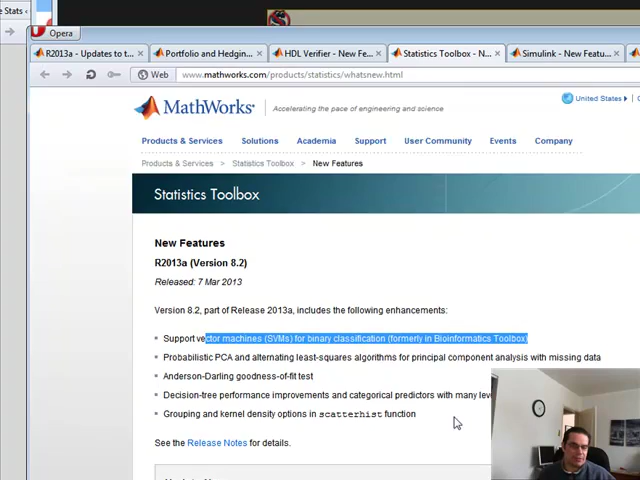 te Stats
Opera
R2013a - Updates to t...
Portfolio and Hedgin...
HDL Verifier - New Fe...
Statistics Toolbox - N...
Simulink - New Featu...
Web
www.mathworks.com/products/statistics/whatsnew.html
MathWorks
Accelerating the pace of engineering and science
United States
Products & Services
Solutions
Academia
Support
User Community
Events
Company
Products & Services > Statistics Toolbox > New Features
Statistics Toolbox
New Features
R2013a (Version 8.2)
Released: 7 Mar 2013
Version 8.2, part of Release 2013a, includes the following enhancements:
Support vector machines (SVMs) for binary classification (formerly in Bioinformatics Toolbox)
Probabilistic PCA and alternating least-squares algorithms for principal component analysis with missing data
Anderson-Darling goodness-of-fit test
Decision-tree performance improvements and categorical predictors with many leve
Grouping and kernel density options in scatterhist function
See the Release Notes for details.